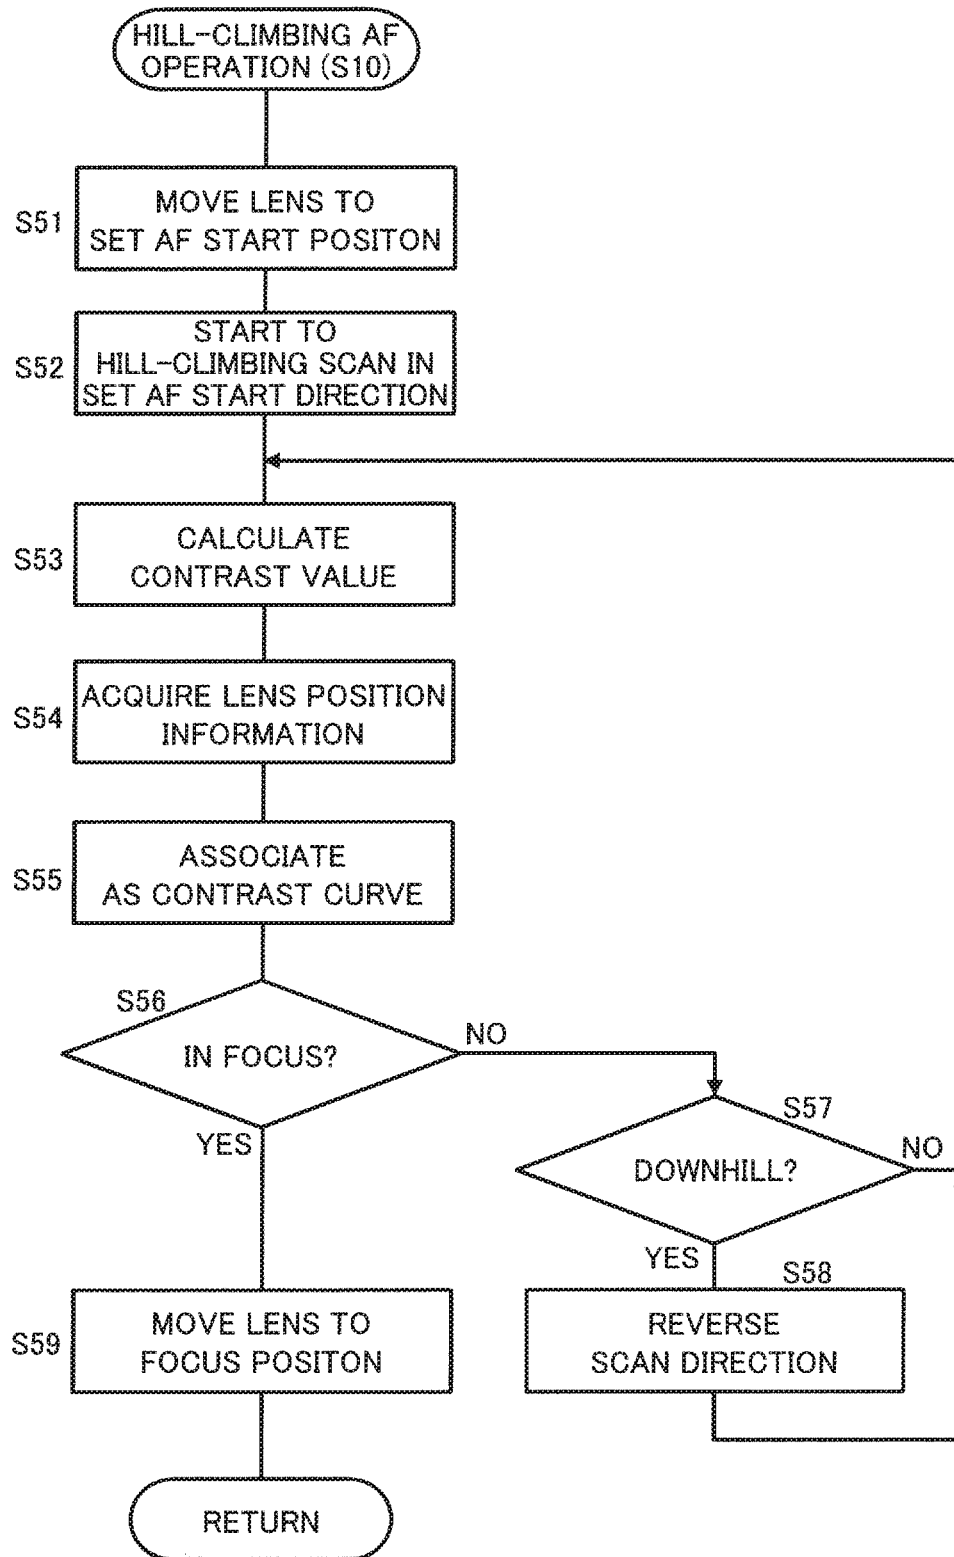 HILL-CLIMBING AF
OPERATION (S10)
S51
MOVE LENS TO
SET AF START POSITON
S52
START TO
HILL-CLIMBING SCAN IN
SET AF START DIRECTION
S53
CALCULATE
CONTRAST VALUE
S54
ACQUIRE LENS POSITION
INFORMATION
S55
ASSOCIATE
AS CONTRAST CURVE
S56
IN FOCUS?
NO
YES
S57
DOWNHILL?
NO
YES
S58
REVERSE
SCAN DIRECTION
S59
MOVE LENS TO
FOCUS POSITON
RETURN